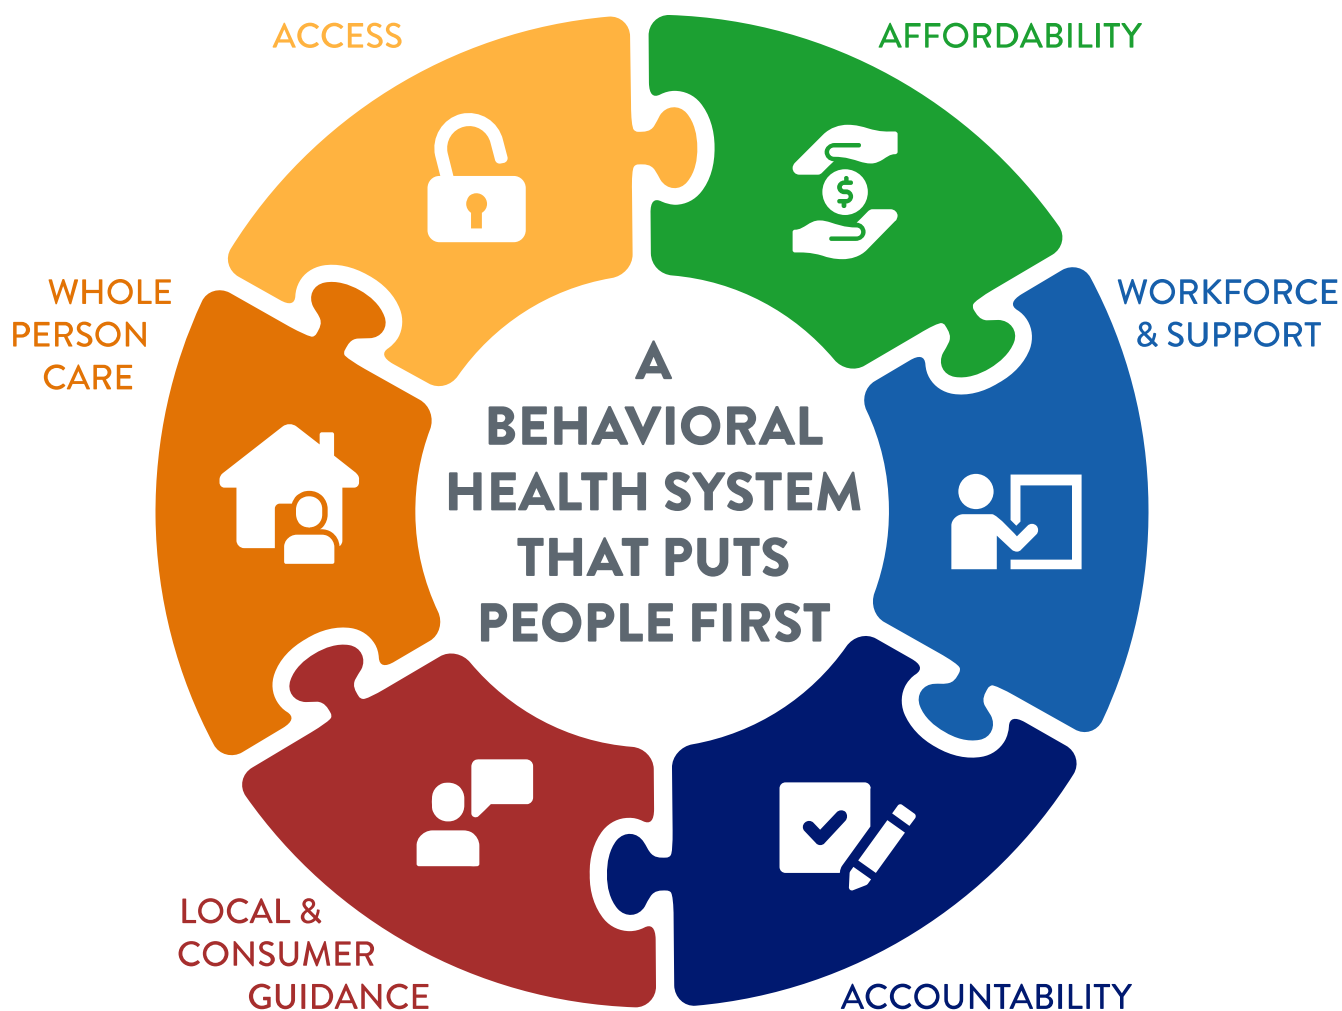 ACCESS
AFFORDABILITY
WHOLE
PERSON
CARE
WORKFORCE
& SUPPORT
A
BEHAVIORAL
HEALTH SYSTEM
THAT PUTS
PEOPLE FIRST
$
LOCAL &
CONSUMER
GUIDANCE
ACCOUNTABILITY